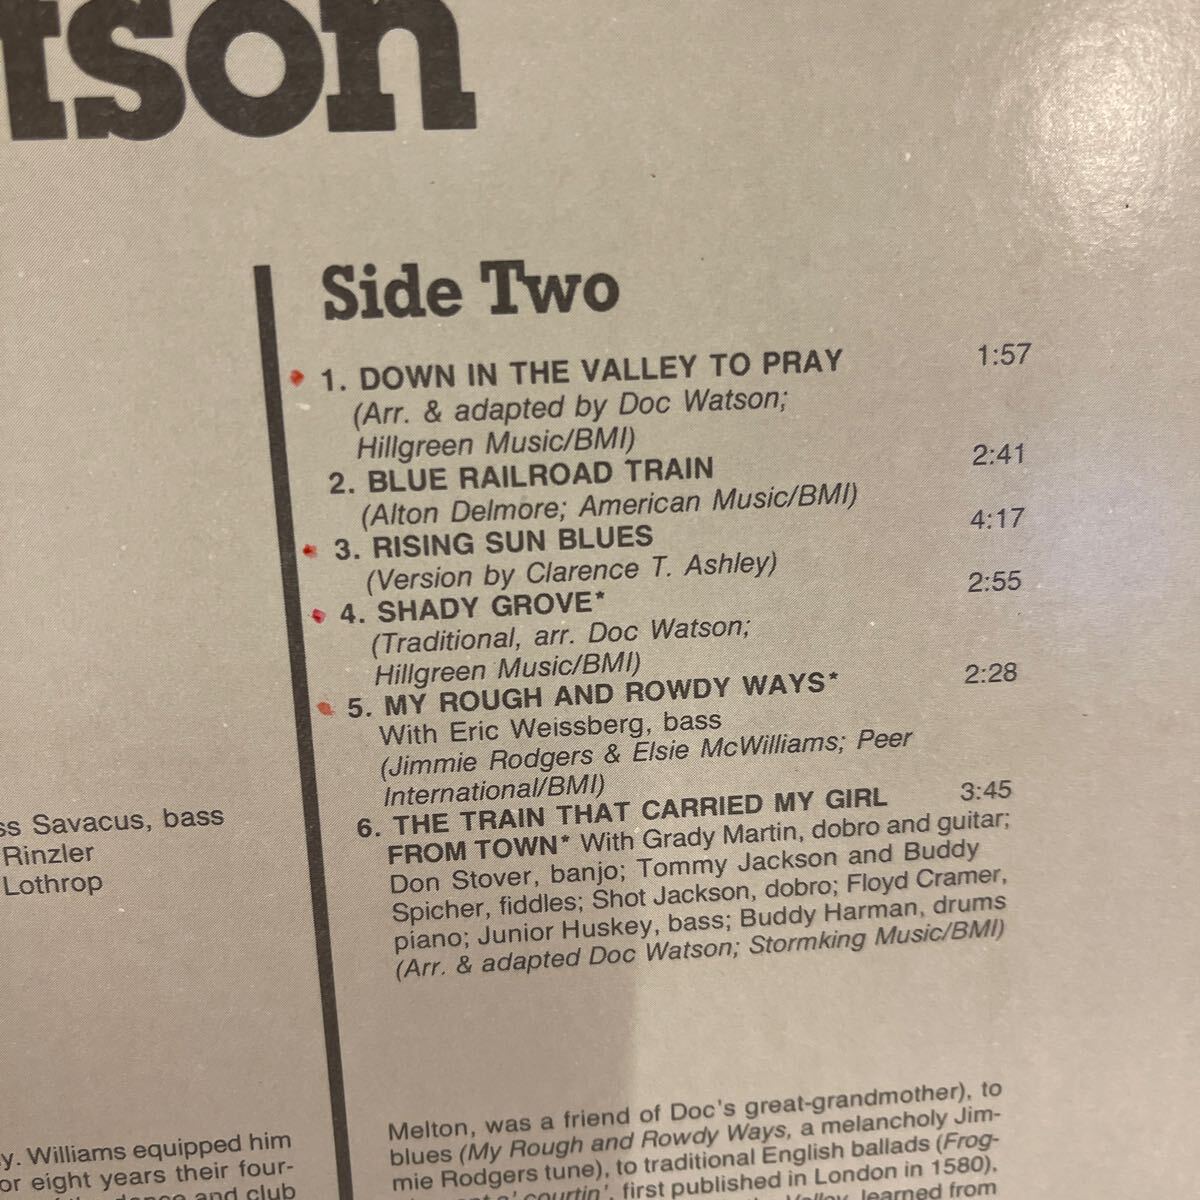 tson
Side Two
1. DOWN IN THE VALLEY TO PRAY 1:57
(Arr. & adapted by Doc Watson;
Hillgreen Music/BMI)
2. BLUE RAILROAD TRAIN 2:41
(Alton Delmore; American Music/BMI)
3. RISING SUN BLUES 4:17
(Version by Clarence T. Ashley)
4. SHADY GROVE* 2:55
(Traditional, arr. Doc Watson;
Hillgreen Music/BMI)
5. MY ROUGH AND ROWDY WAYS* 2:28
With Eric Weissberg, bass
(Jimmie Rodgers & Elsie McWilliams; Peer
International/BMI)
6. THE TRAIN THAT CARRIED MY GIRL 3:45
FROM TOWN* With Grady Martin, dobro and guitar;
Don Stover, banjo; Tommy Jackson and Buddy
Spicher, fiddles; Shot Jackson, dobro; Floyd Cramer,
piano; Junior Huskey, bass; Buddy Harman, drums
(Arr. & adapted Doc Watson; Stormking Music/BMI)
ss Savacus, bass
Rinzler
Lothrop
y. Williams equipped him
or eight years their four-
and club
Melton, was a friend of Doc's great-grandmother), to
blues (My Rough and Rowdy Ways, a melancholy Jim-
mie Rodgers tune), to traditional English ballads (Frog-
a' courtin', first published in London in 1580),
Valley, learned from